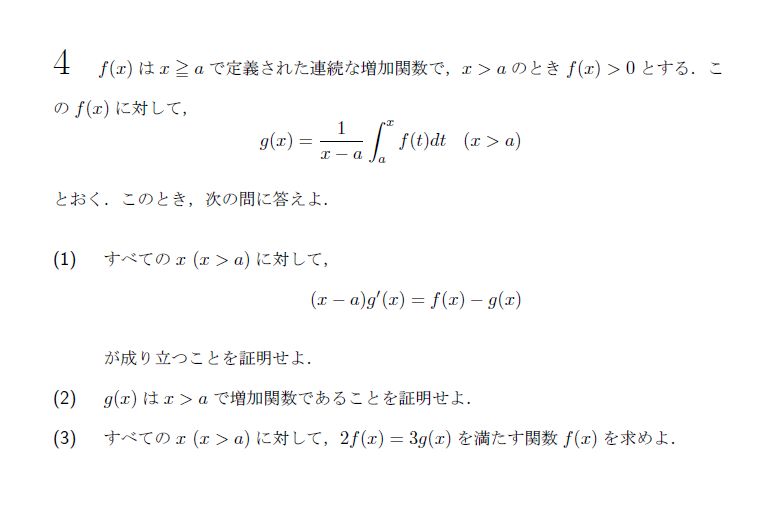 4 f(x) は x ≧ a で定義された連続な増加関数で，x > a のとき f(x) > 0 とする．こ
の f(x) に対して，
g(x) = \frac{1}{x − a} \int_a^x f(t)dt (x > a)
とおく．このとき，次の問に答えよ．
(1) すべての x (x > a) に対して，
(x − a)g′(x) = f(x) − g(x)
が成り立つことを証明せよ．
(2) g(x) は x > a で増加関数であることを証明せよ．
(3) すべての x (x > a) に対して，2f(x) = 3g(x) を満たす関数 f(x) を求めよ．